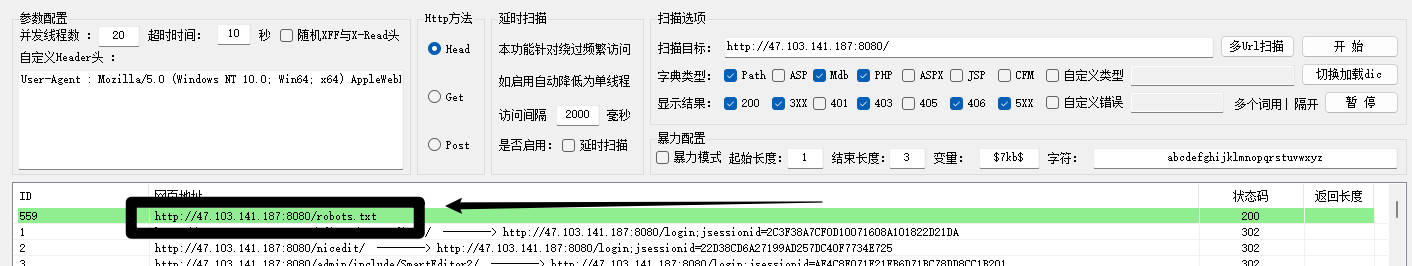 参数配置
并发线程数： 20 超时时间： 10 秒 随机XFF与X-Read头
自定义Header头 ：
User-Agent : Mozilla/5.0 (Windows NT 10.0; Win64; x64) AppleWebl
Http方法
Head
Get
Post
延时扫描
本功能针对绕过频繁访问
如启用自动降低为单线程
访问间隔 2000 毫秒
是否启用： 延时扫描
扫描选项
扫描目标： http://47.103.141.187:8080/ 多Url扫描 开 始
字典类型： Path ASP Mdb PHP ASPX JSP CFM 自定义类型 切换加载dic
显示结果： 200 3XX 401 403 405 406 5XX 自定义错误 多个词用| 隔开 暂 停
暴力配置
暴力模式 起始长度： 1 结束长度： 3 变量： $7kb$ 字符： abcdefghijklmnopqrstuvwxyz
ID 网页地址 状态码 返回长度
559 http://47.103.141.187:8080/robots.txt 200
1 / ———————> http://47.103.141.187:8080/login;jsessionid=2C3F38A7CF0D10071608A101822D21DA 302
2 http://47.103.141.187:8080/nicedit/ ———————> http://47.103.141.187:8080/login;jsessionid=22D38CD6A27199AD257DC40F7734E725 302
3 http://47.103.141.187:8080/admin/include/SmartEditor2/ ———————> http://47.103.141.187:8080/login;jsessionid=AE4C8F071F21FB6D71BC78DD8CC1B201 302